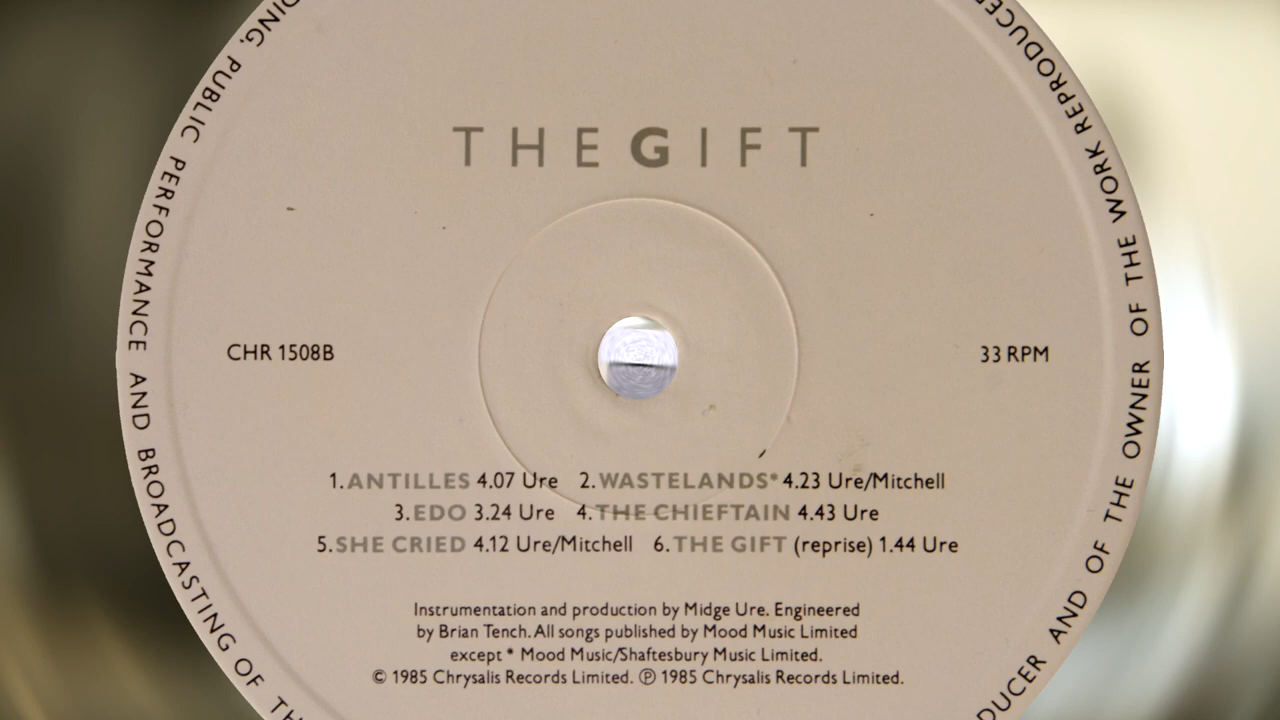 THE GIFT
CHR 1508B
33 RPM
1. ANTILLES 4.07 Ure 2. WASTELANDS* 4.23 Ure/Mitchell
3. EDO 3.24 Ure 4. THE CHIEFTAIN 4.43 Ure
5. SHE CRIED 4.12 Ure/Mitchell 6. THE GIFT (reprise) 1.44 Ure
Instrumentation and production by Midge Ure. Engineered
by Brian Tench. All songs published by Mood Music Limited
except * Mood Music/Shaftesbury Music Limited.
© 1985 Chrysalis Records Limited. ℗ 1985 Chrysalis Records Limited.
AND OF THE OWNER OF THE WORK
PUBLIC PERFORMANCE AND BROADCASTING OF